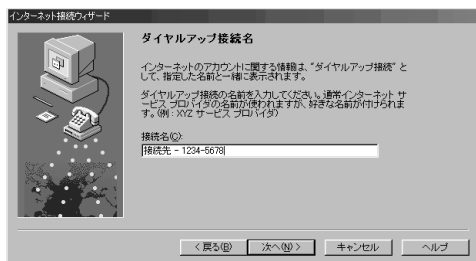 インターネット接続ウィザード
ダイヤルアップ接続名
インターネットのアカウントに関する情報は、"ダイヤルアップ接続" と
して、指定した名前と一緒に表示されます。
ダイヤルアップ接続の名前を入力してください。通常インターネット サ
ービス プロバイダの名前が使われますが、好きな名前が付けられま
す。(例 : XYZ サービス プロバイダ)
接続名(C):
接続先 - 1234-5678
< 戻る(B)
次へ(N) >
キャンセル
ヘルプ